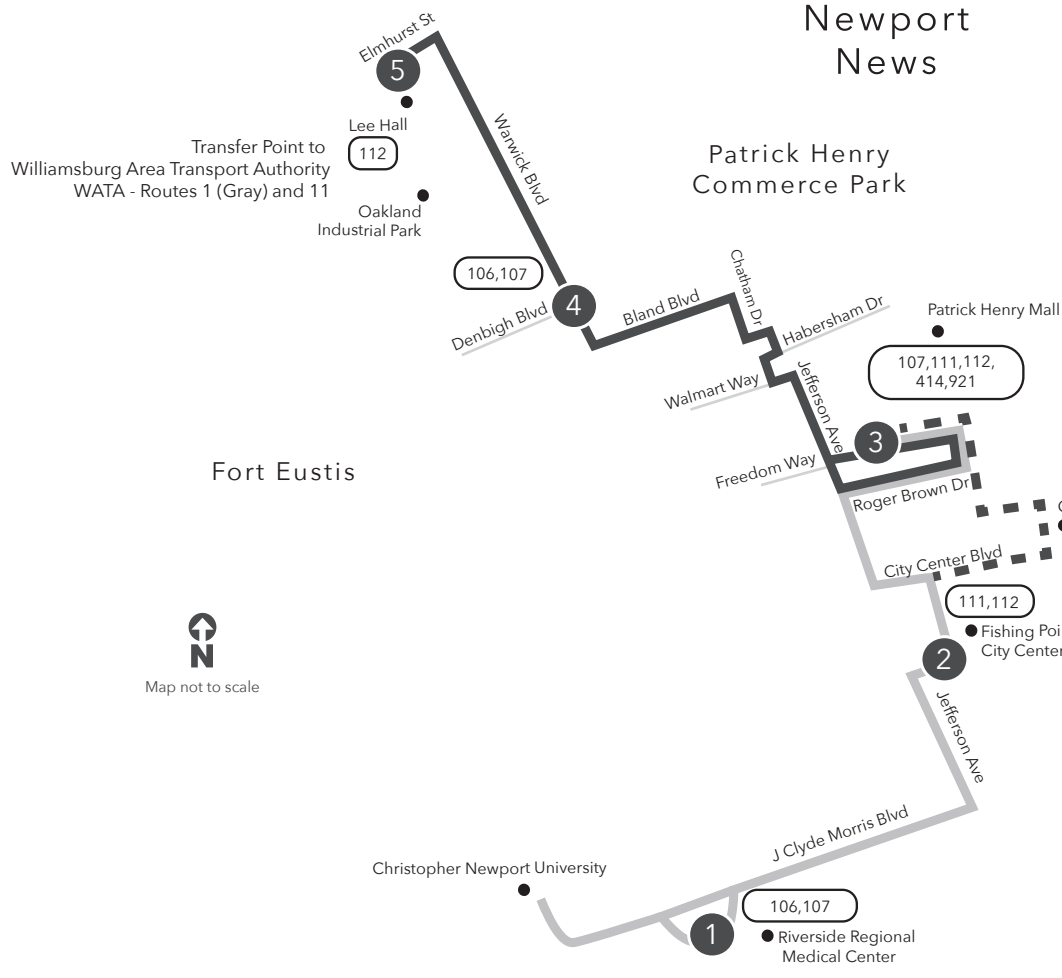 Newport
News
Elmhurst St
5
Lee Hall
112
Transfer Point to
Williamsburg Area Transport Authority
WATA - Routes 1 (Gray) and 11
Warwick Blvd
Patrick Henry
Commerce Park
Oakland
Industrial Park
106,107
4
Denbigh Blvd
Bland Blvd
Chatham Dr
Habersham Dr
Patrick Henry Mall
107,111,112,
414,921
Walmart Way
Jefferson Ave
3
Freedom Way
Fort Eustis
Roger Brown Dr
City Center Blvd
111,112
Fishing Poi
City Center
2
N
Map not to scale
Jefferson Ave
J Clyde Morris Blvd
Christopher Newport University
106,107
1
Riverside Regional
Medical Center